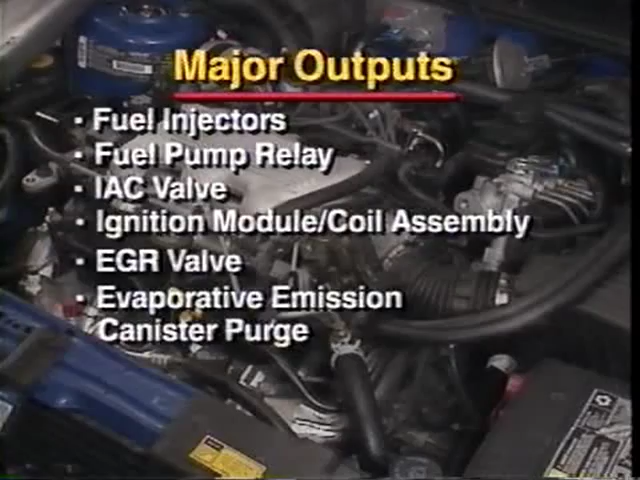 Major Outputs
· Fuel Injectors
· Fuel Pump Relay
· IAC Valve
· Ignition Module/Coil Assembly
· EGR Valve
· Evaporative Emission
Canister Purge